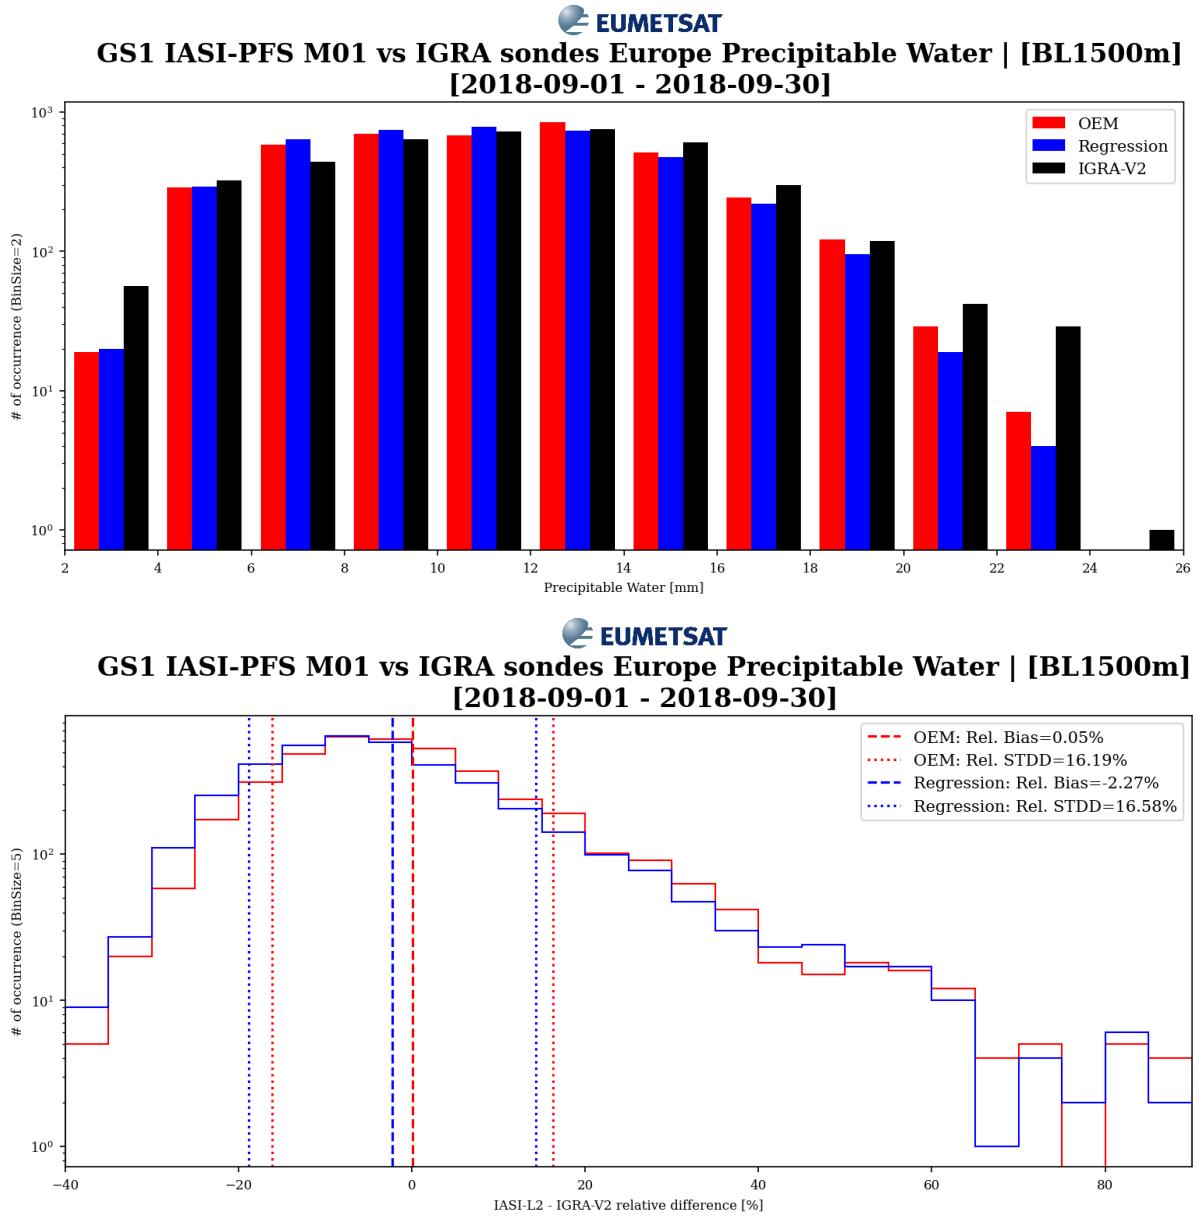 EUMETSAT
GS1 IASI-PFS M01 vs IGRA sondes Europe Precipitable Water | [BL1500m]
[2018-09-01 - 2018-09-30]
# of occurrence (BinSize=2)
10³
10²
10¹
10⁰
OEM
Regression
IGRA-V2
2 4 6 8 10 12 14 16 18 20 22 24 26
Precipitable Water [mm]
EUMETSAT
GS1 IASI-PFS M01 vs IGRA sondes Europe Precipitable Water | [BL1500m]
[2018-09-01 - 2018-09-30]
# of occurrence (BinSize=5)
10²
10¹
10⁰
OEM: Rel. Bias=0.05%
OEM: Rel. STDD=16.19%
Regression: Rel. Bias=-2.27%
Regression: Rel. STDD=16.58%
−40 −20 0 20 40 60 80
IASI-L2 - IGRA-V2 relative difference [%]